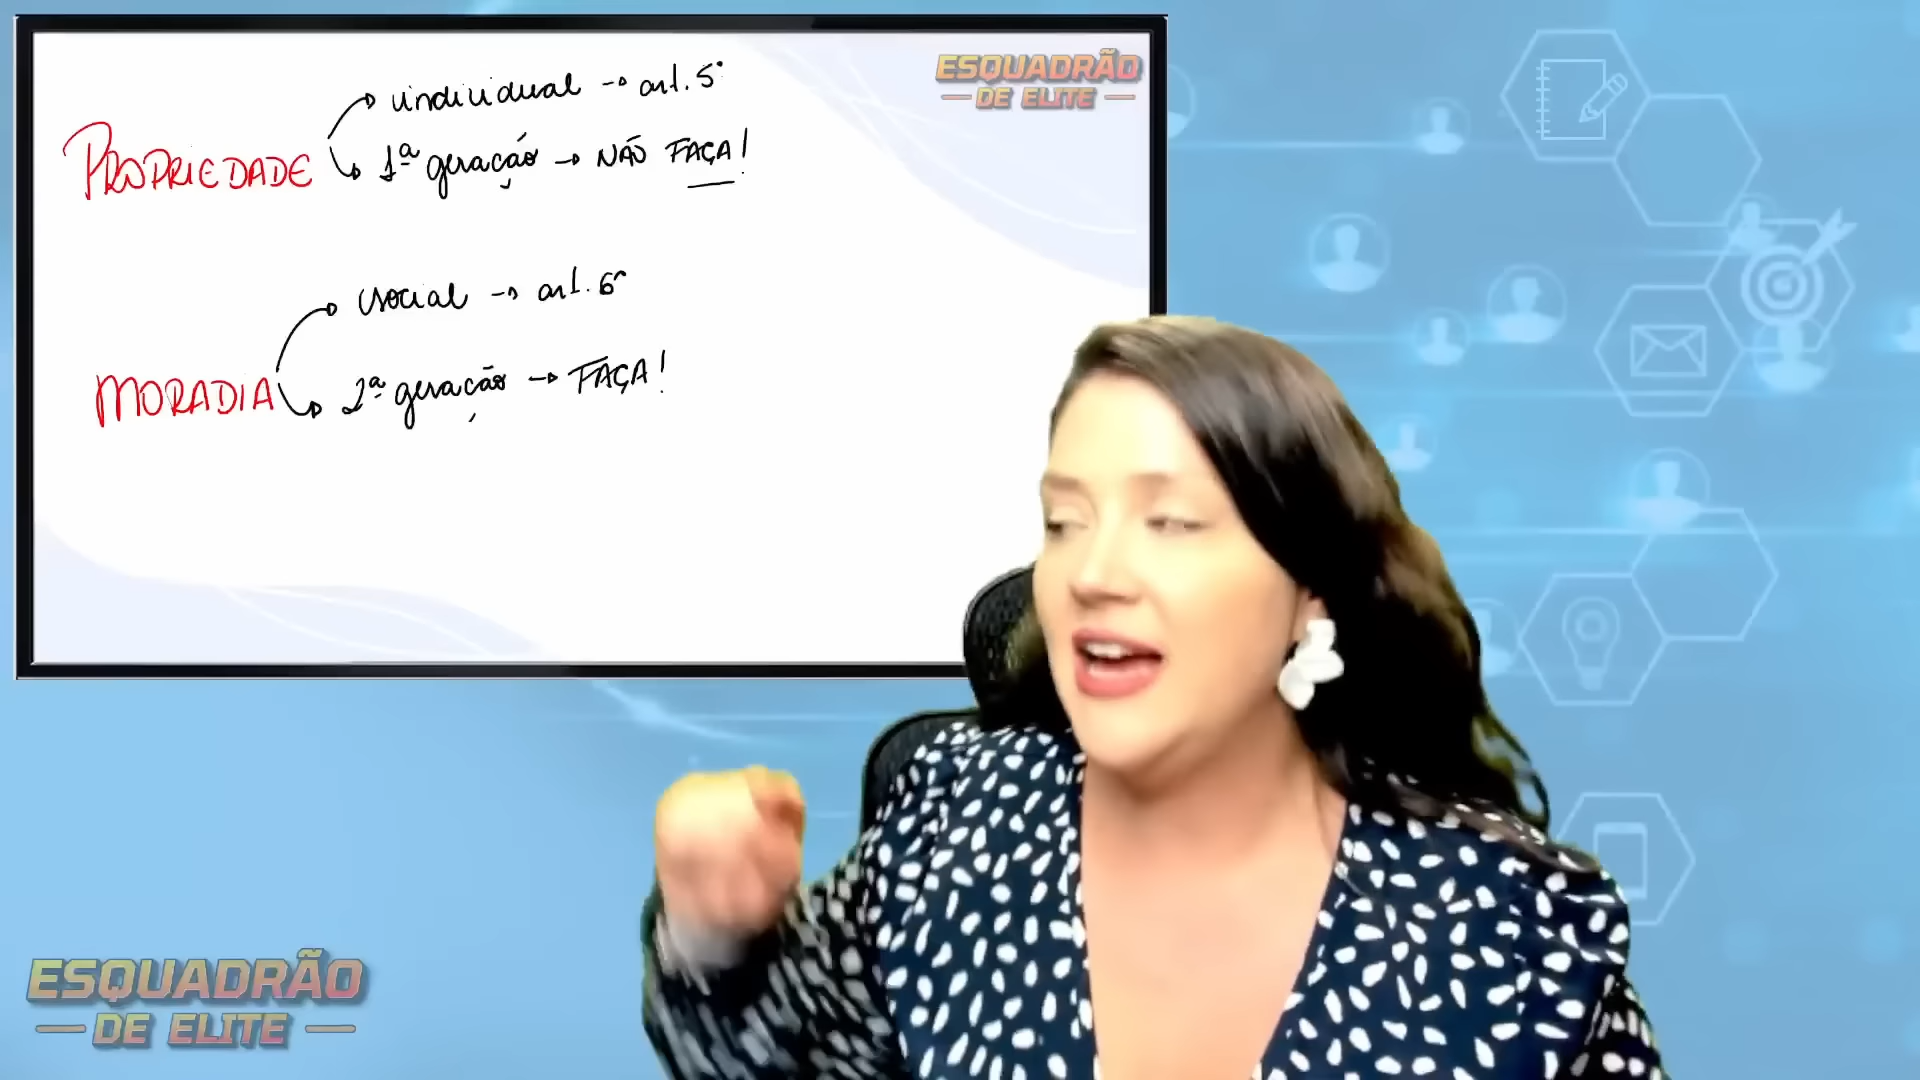 ESQUADRÃO
DE ELITE
individual → art. 5º
PROPRIEDADE
1ª geração → NÃO FAÇA!
social → art. 6º
MORADIA
2ª geração → FAÇA!
ESQUADRÃO
DE ELITE